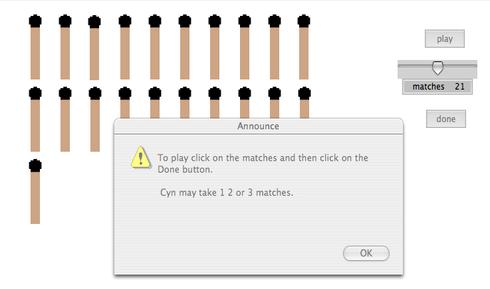 play
matches 21
done
Announce
To play click on the matches and then click on the
Done button.
Cyn may take 1 2 or 3 matches.
OK